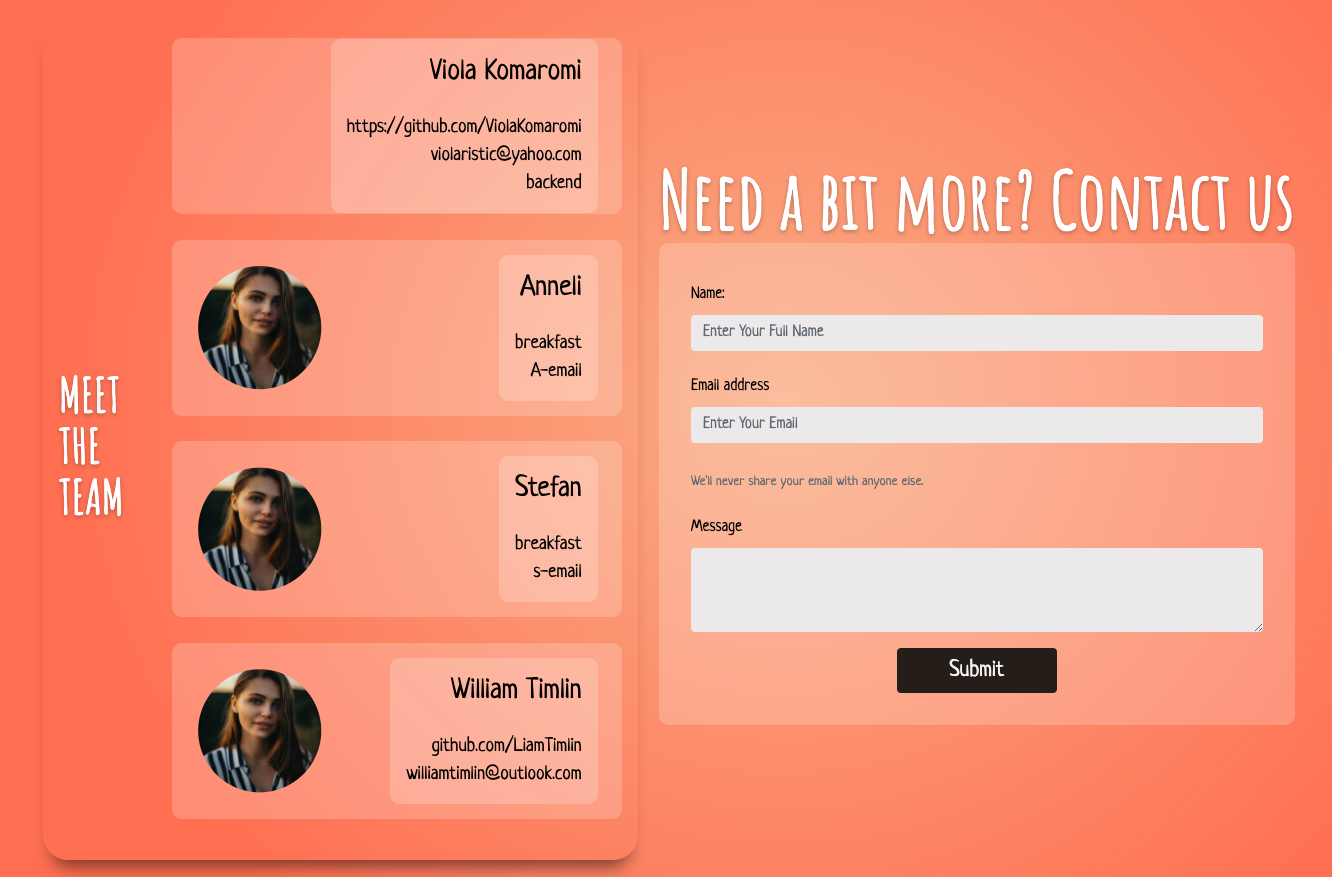 MEET
THE
TEAM
Viola Komaromi
https://github.com/ViolaKomaromi
violaristic@yahoo.com
backend
Anneli
breakfast
A-email
Stefan
breakfast
s-email
William Timlin
github.com/LiamTimlin
williamtimlin@outlook.com
Need a bit more? Contact us
Name:
Enter Your Full Name
Email address
Enter Your Email
We'll never share your email with anyone else.
Message
Submit